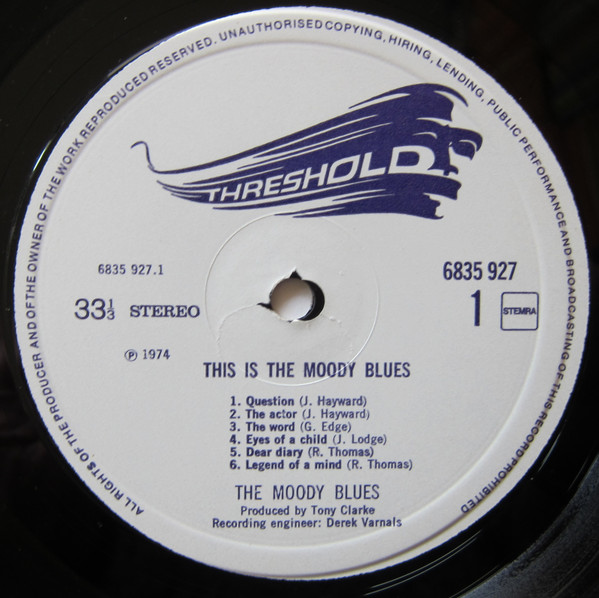 ALL RIGHTS OF THE PRODUCER AND OF THE OWNER OF THE WORK REPRODUCED RESERVED. UNAUTHORISED COPYING, HIRING, LENDING, PUBLIC PERFORMANCE AND BROADCASTING OF THIS RECORD PROHIBITED
THRESHOLD
6835 927.1
6835 927
33⅓ STEREO
1 STEMRA
℗ 1974
THIS IS THE MOODY BLUES
1. Question (J. Hayward)
2. The actor (J. Hayward)
3. The word (G. Edge)
4. Eyes of a child (J. Lodge)
5. Dear diary (R. Thomas)
6. Legend of a mind (R. Thomas)
THE MOODY BLUES
Produced by Tony Clarke
Recording engineer: Derek Varnals